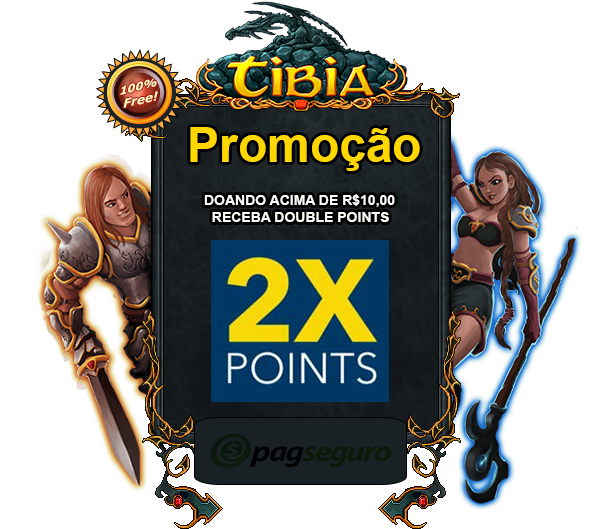 TiBiA
100%
Free!
Promoção
DOANDO ACIMA DE R$10,00
RECEBA DOUBLE POINTS
2X
POINTS
pagseguro